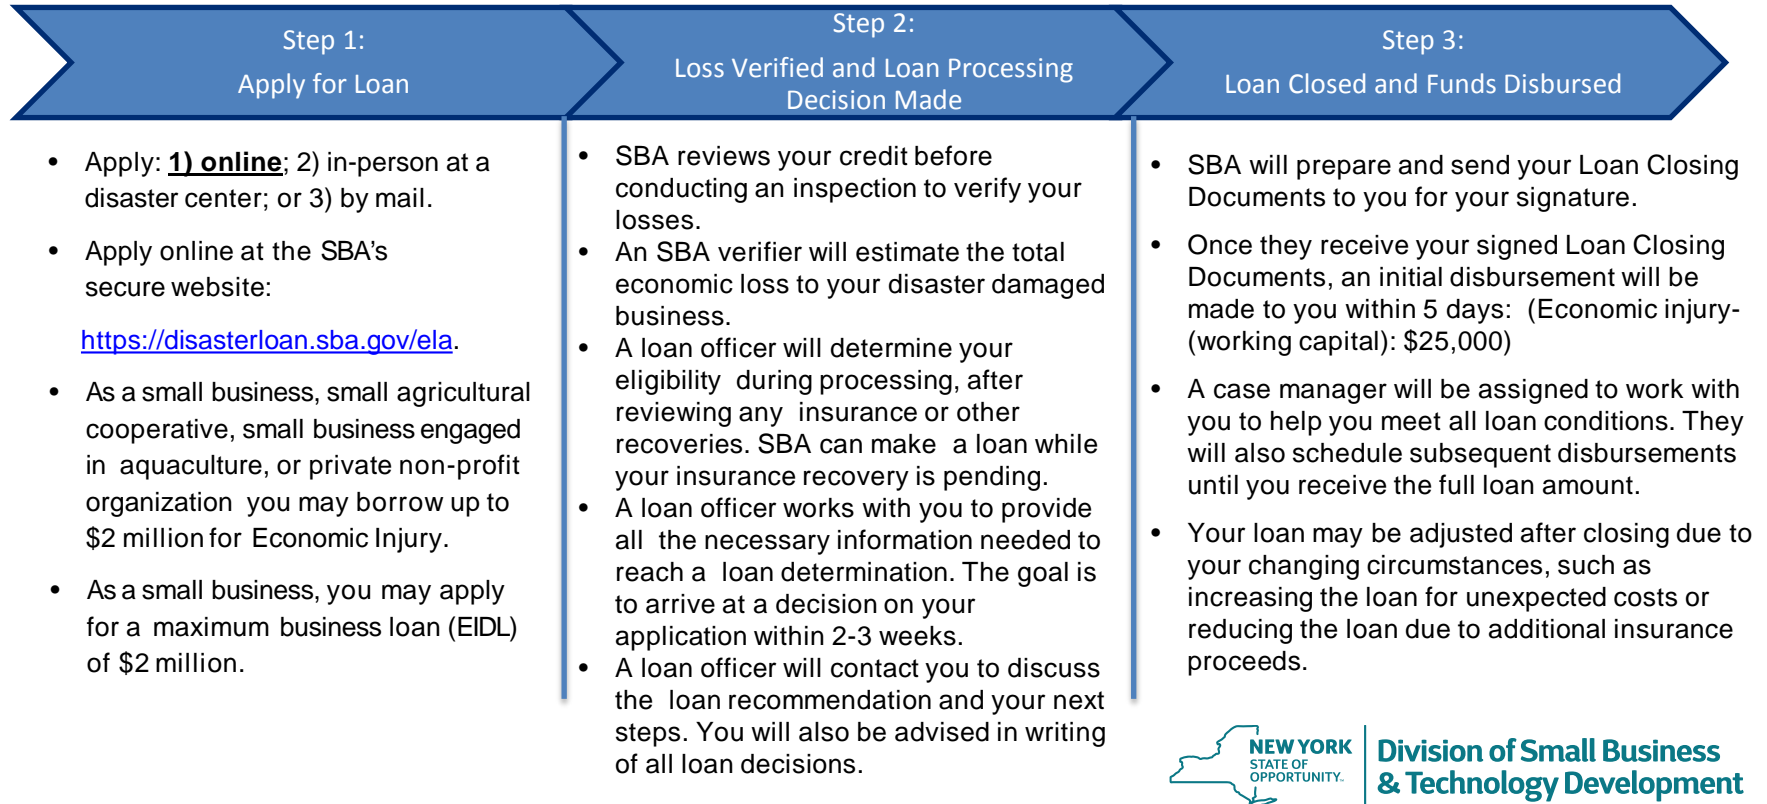 Step 1:
Apply for Loan
Step 2:
Loss Verified and Loan Processing
Decision Made
Step 3:
Loan Closed and Funds Disbursed
• Apply: 1) online; 2) in-person at a
disaster center; or 3) by mail.
• Apply online at the SBA’s
secure website:
https://disasterloan.sba.gov/ela.
• As a small business, small agricultural
cooperative, small business engaged
in aquaculture, or private non-profit
organization you may borrow up to
$2 million for Economic Injury.
• As a small business, you may apply
for a maximum business loan (EIDL)
of $2 million.
• SBA reviews your credit before
conducting an inspection to verify your
losses.
• An SBA verifier will estimate the total
economic loss to your disaster damaged
business.
• A loan officer will determine your
eligibility during processing, after
reviewing any insurance or other
recoveries. SBA can make a loan while
your insurance recovery is pending.
• A loan officer works with you to provide
all the necessary information needed to
reach a loan determination. The goal is
to arrive at a decision on your
application within 2-3 weeks.
• A loan officer will contact you to discuss
the loan recommendation and your next
steps. You will also be advised in writing
of all loan decisions.
• SBA will prepare and send your Loan Closing
Documents to you for your signature.
• Once they receive your signed Loan Closing
Documents, an initial disbursement will be
made to you within 5 days: (Economic injury-
(working capital): $25,000)
• A case manager will be assigned to work with
you to help you meet all loan conditions. They
will also schedule subsequent disbursements
until you receive the full loan amount.
• Your loan may be adjusted after closing due to
your changing circumstances, such as
increasing the loan for unexpected costs or
reducing the loan due to additional insurance
proceeds.
NEW YORK
STATE OF
OPPORTUNITY™
Division of Small Business
& Technology Development